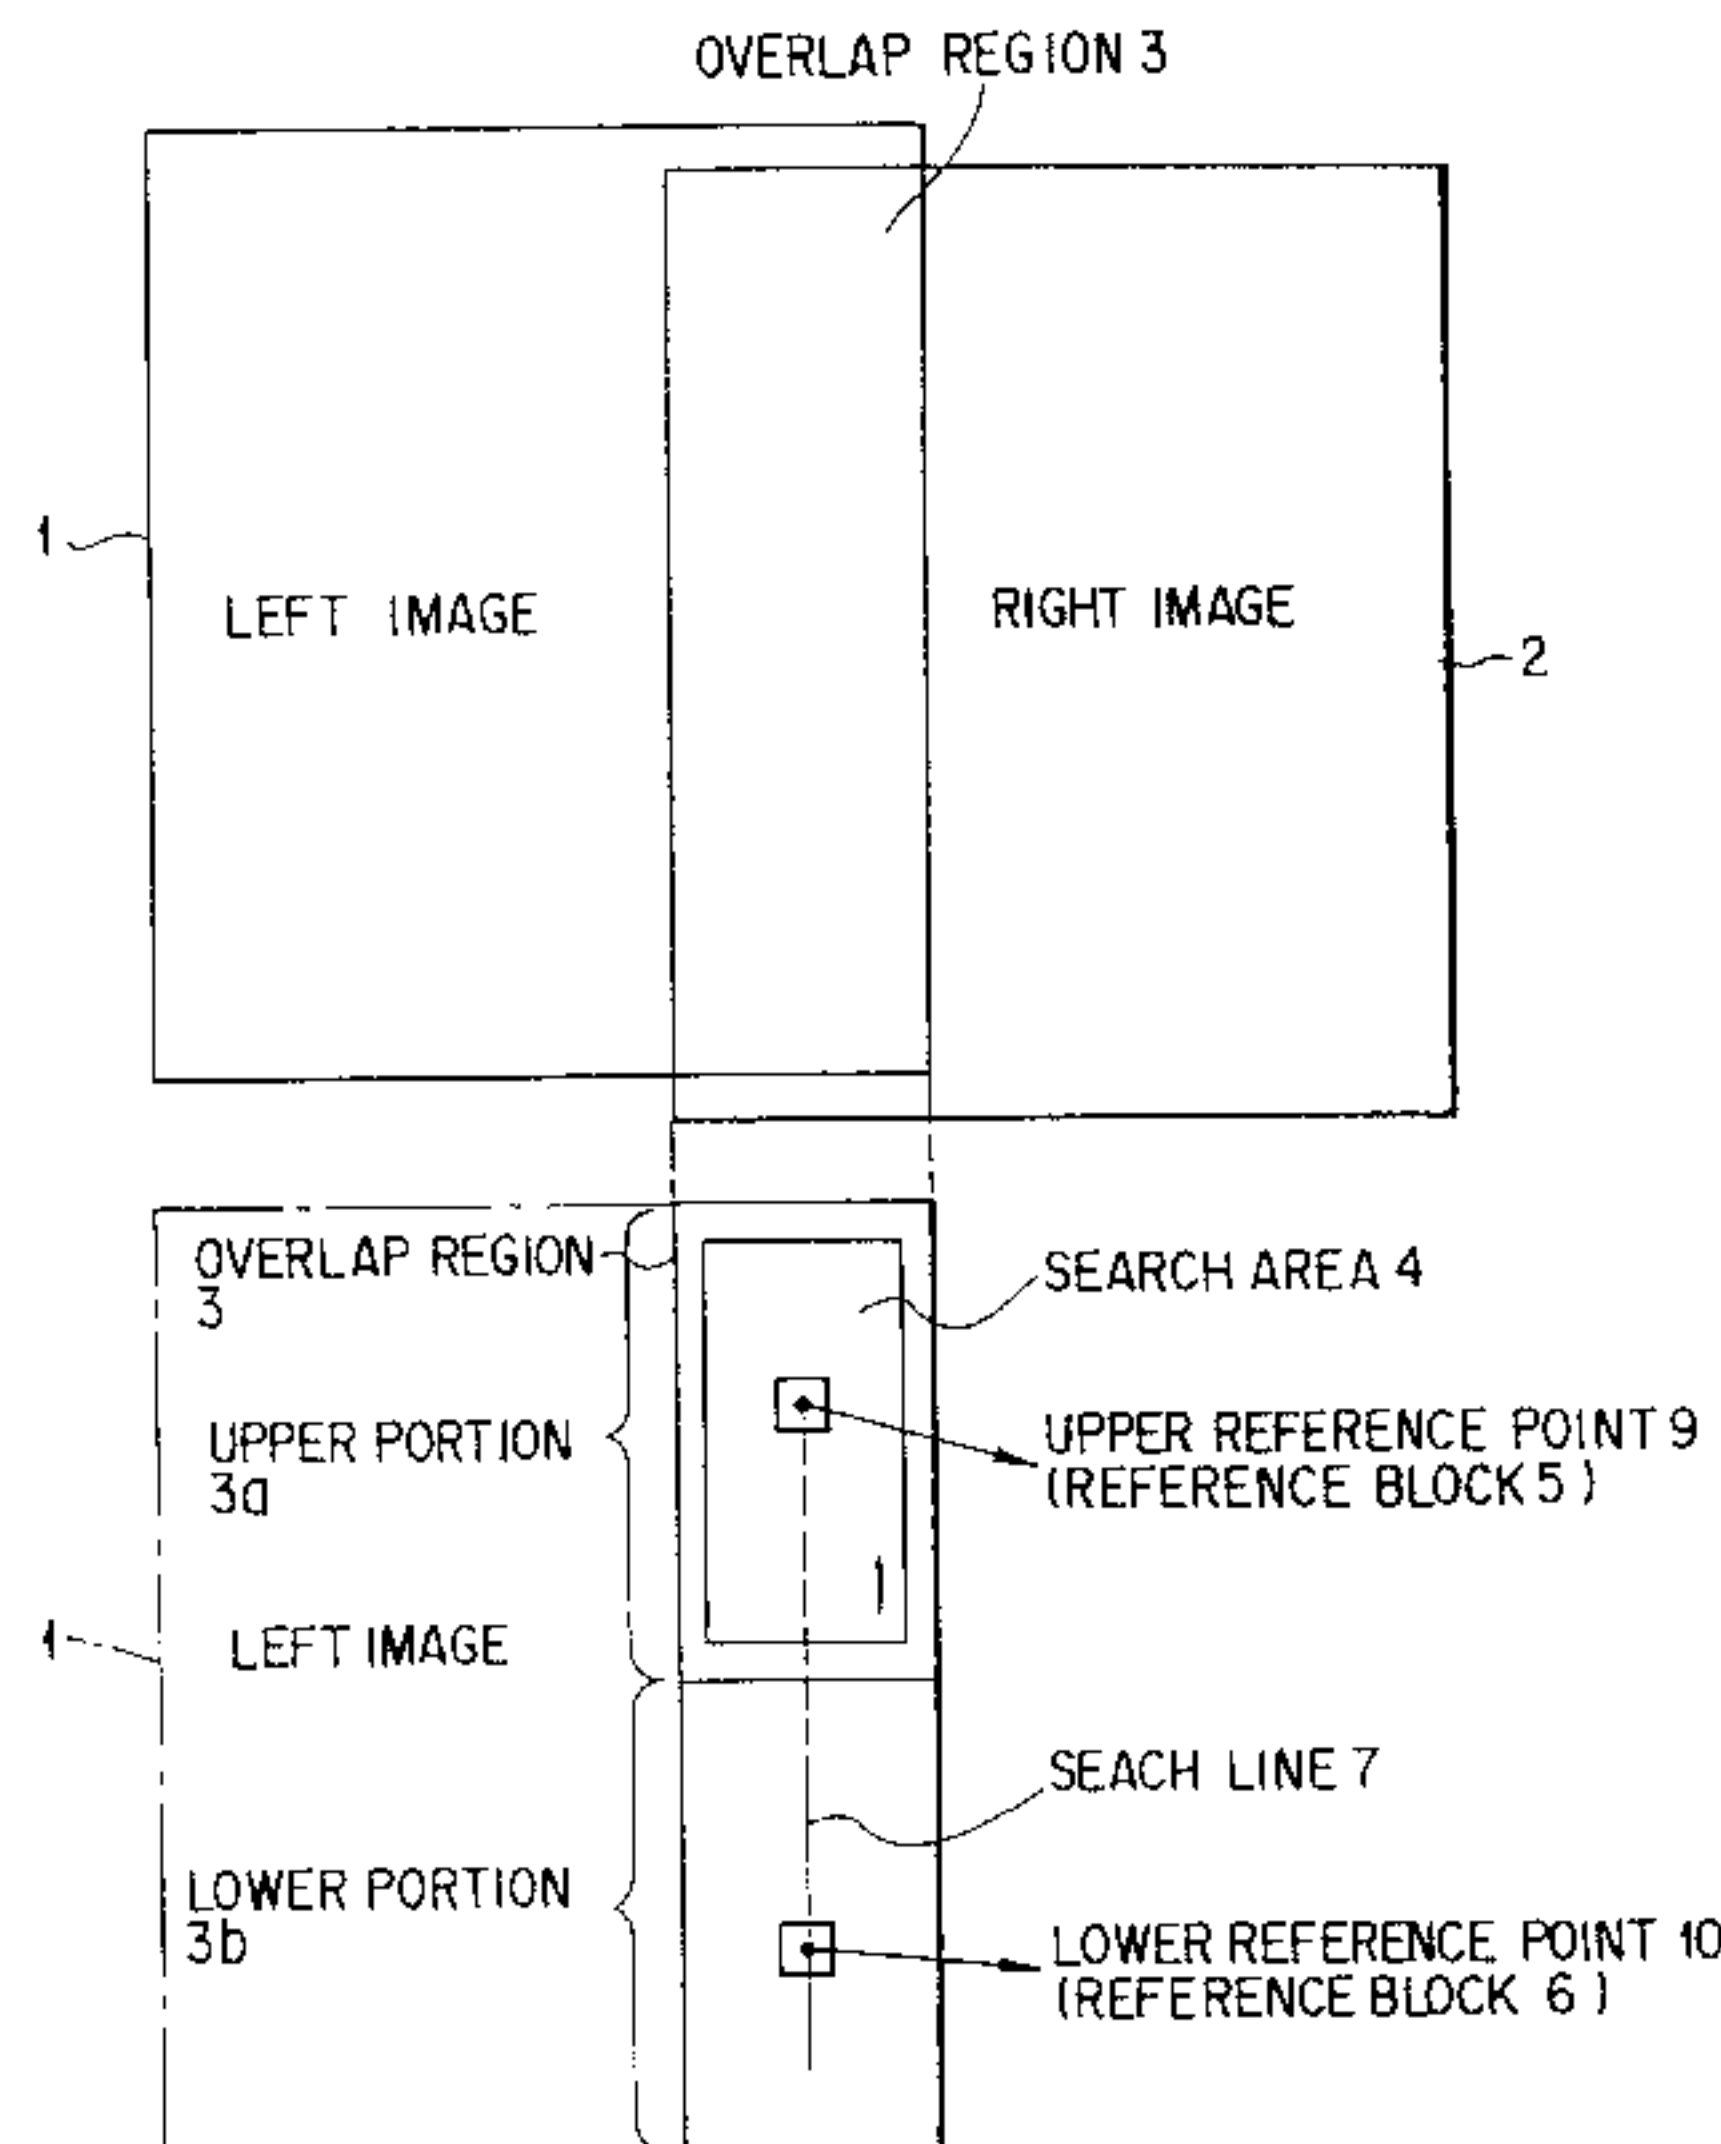 OVERLAP REGION 3
1
LEFT IMAGE
RIGHT IMAGE
2
OVERLAP REGION
3
SEARCH AREA 4
UPPER PORTION
3a
UPPER REFERENCE POINT 9
(REFERENCE BLOCK 5)
1
LEFT IMAGE
SEACH LINE 7
LOWER PORTION
3b
LOWER REFERENCE POINT 10
(REFERENCE BLOCK 6)